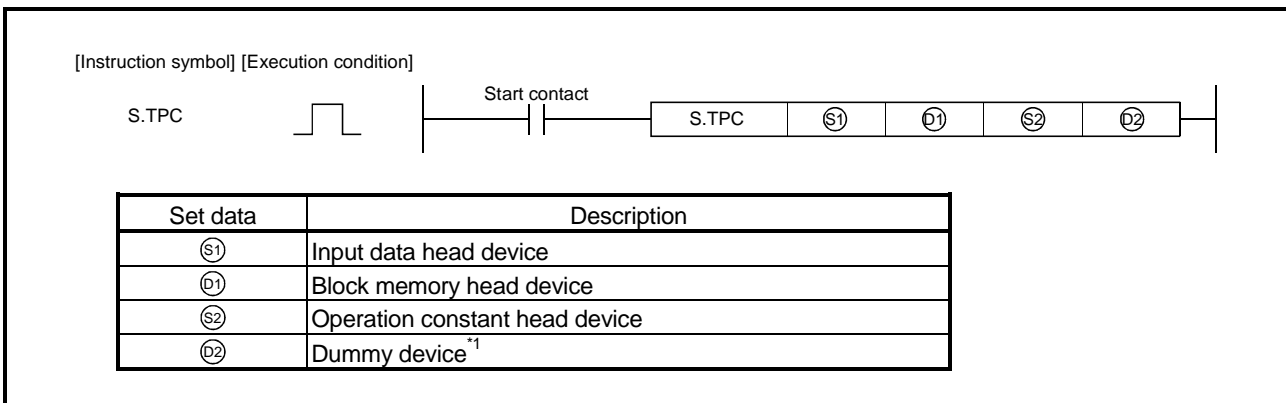 [Instruction symbol] [Execution condition]
Start contact
S.TPC S.TPC S1 D1 S2 D2
Set data Description
S1 Input data head device
D1 Block memory head device
S2 Operation constant head device
D2 Dummy device*1